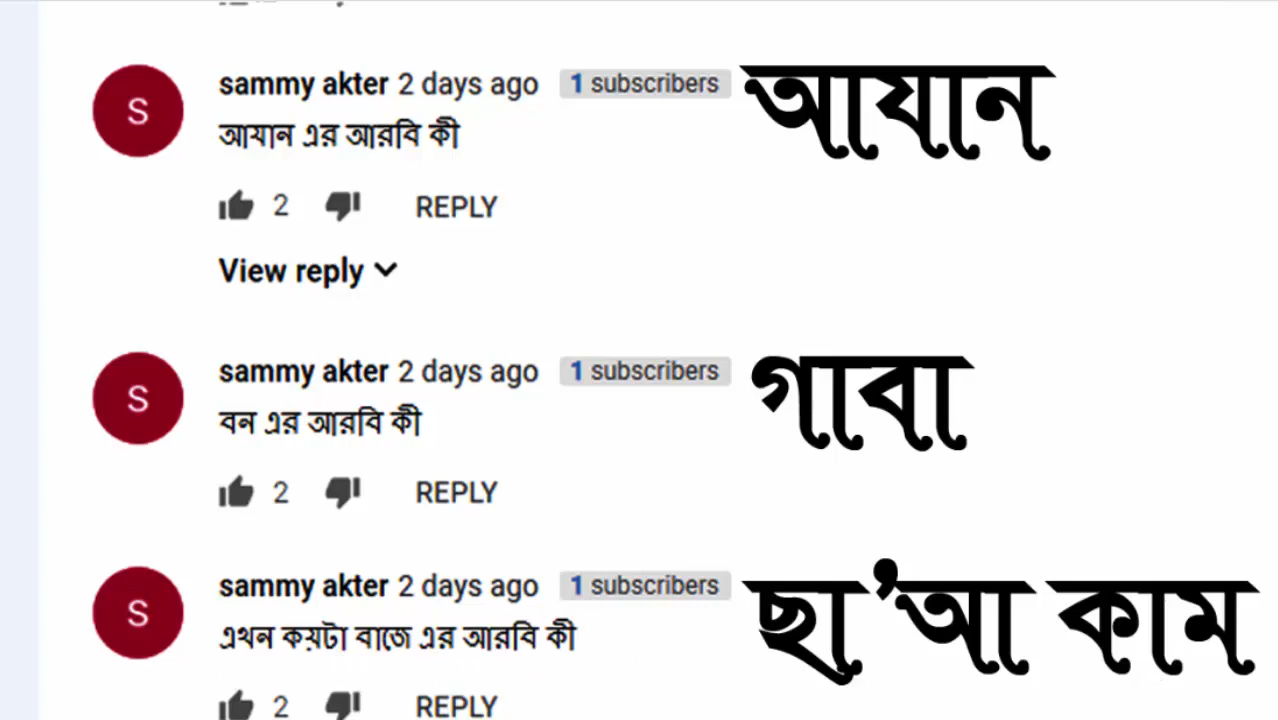 S
sammy akter 2 days ago 1 subscribers আযান
আযান এর আরবি কী
2 REPLY
View reply
S
sammy akter 2 days ago 1 subscribers গাবা
বন এর আরবি কী
2 REPLY
S
sammy akter 2 days ago 1 subscribers ছা’আ কাম
এখন কয়টা বাজে এর আরবি কী
2 REPLY